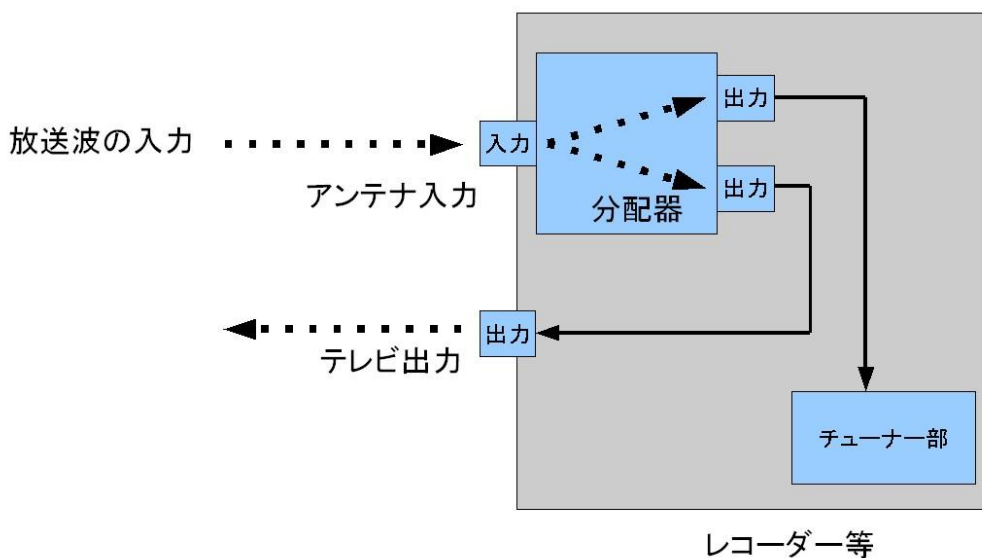 出力
放送波の入力
入力
アンテナ入力
出力
分配器
出力
テレビ出力
チューナー部
レコーダー等